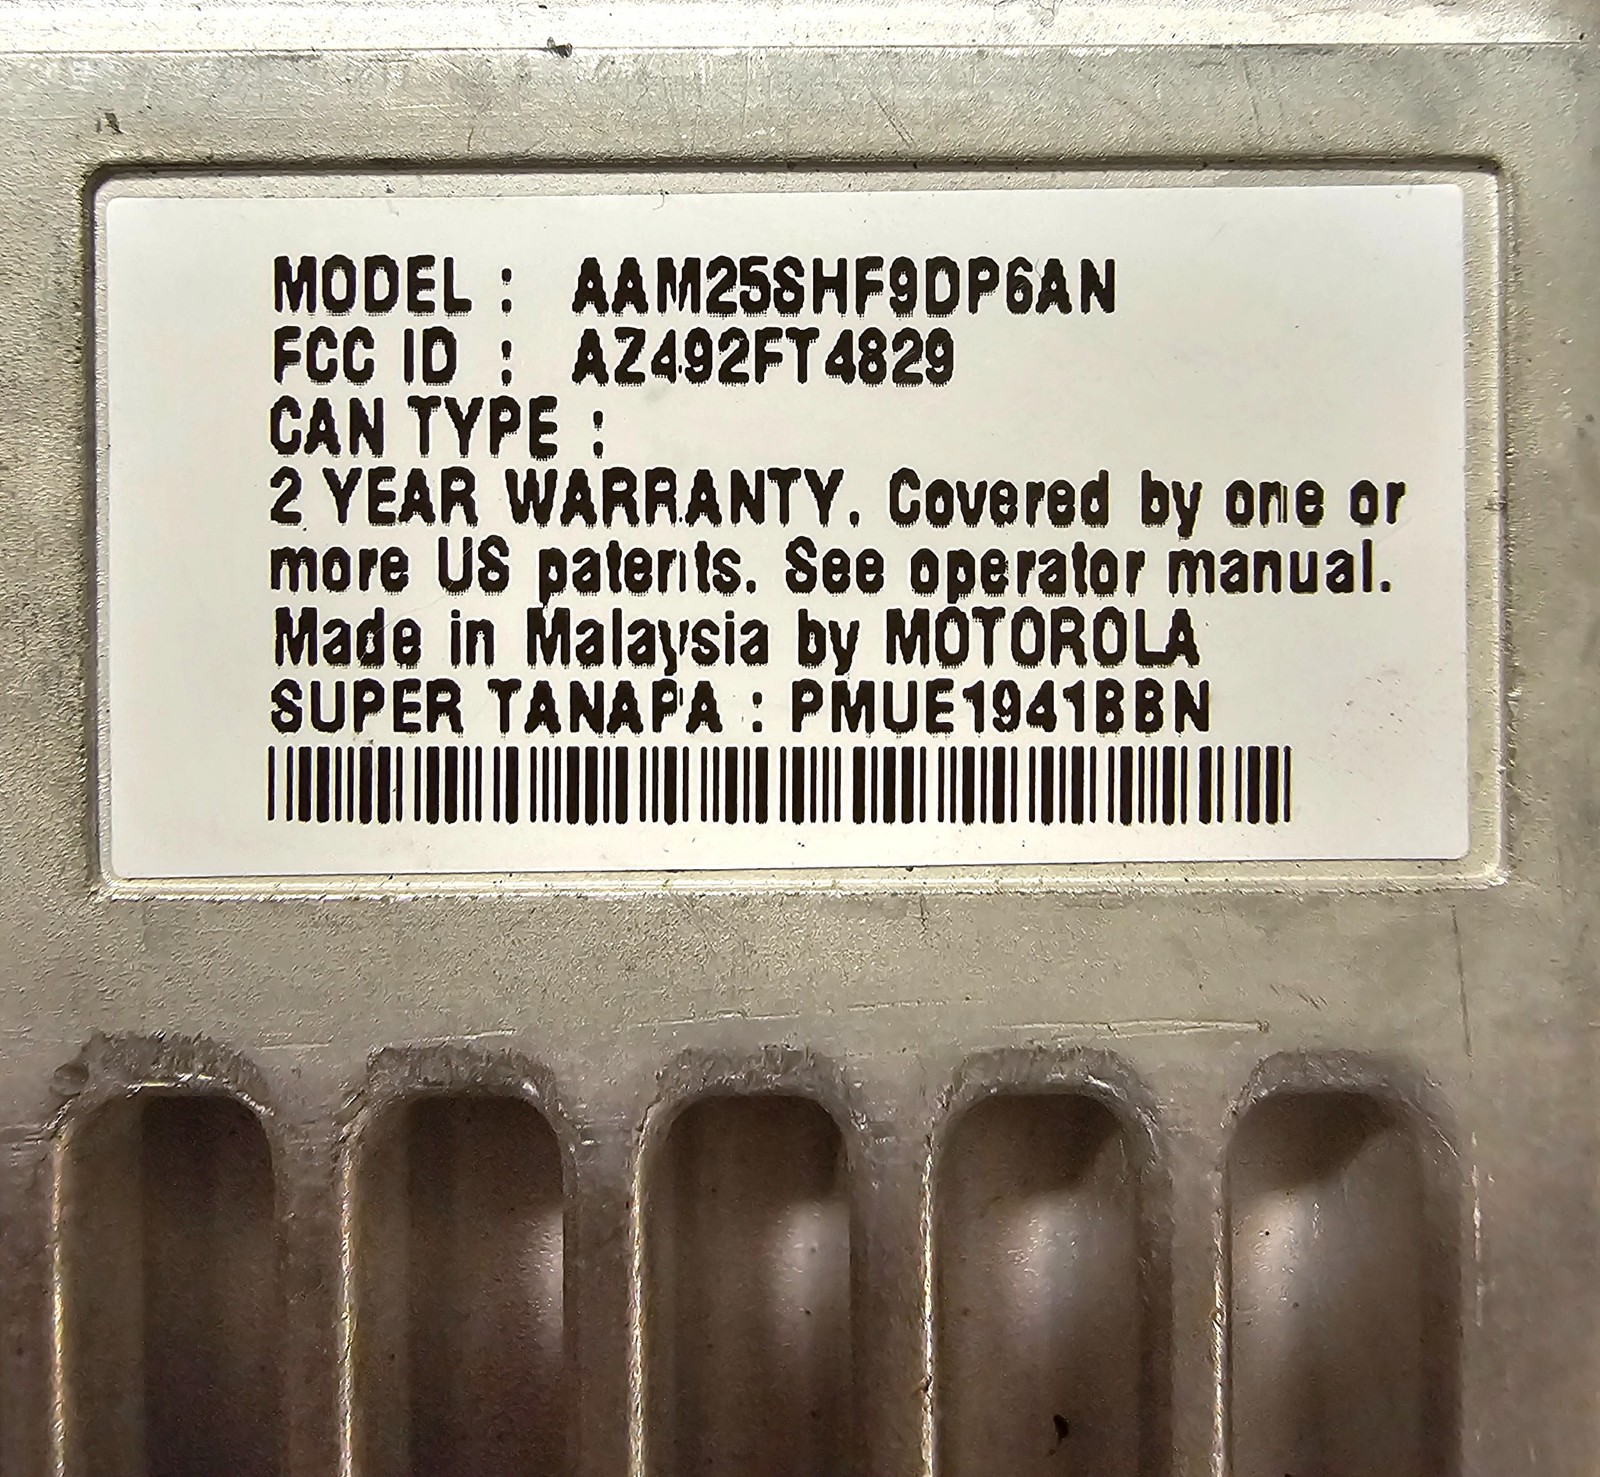 MODEL : AAM25SHF9DP6AN
FCC ID : AZ492FT4829
CAN TYPE :
2 YEAR WARRANTY. Covered by one or
more US patents. See operator manual.
Made in Malaysia by MOTOROLA
SUPER TANAPA : PMUE1941BBN